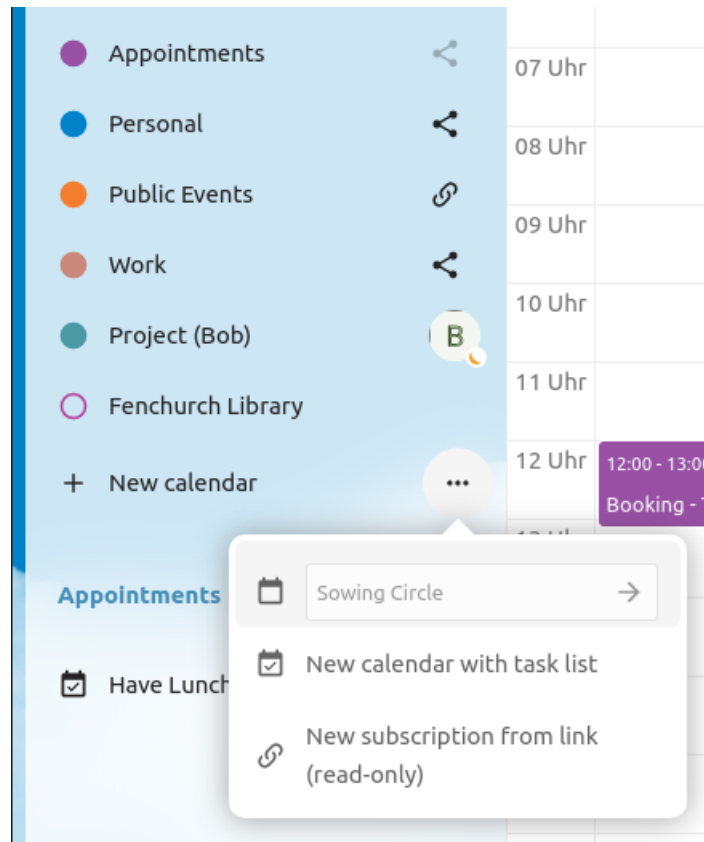 Appointments
07 Uhr
Personal
08 Uhr
Public Events
09 Uhr
Work
10 Uhr
Project (Bob)
B
11 Uhr
Fenchurch Library
12 Uhr
12:00 - 13:00
New calendar
Booking -
Appointments
Sowing Circle
New calendar with task list
Have Lunch
New subscription from link
(read-only)